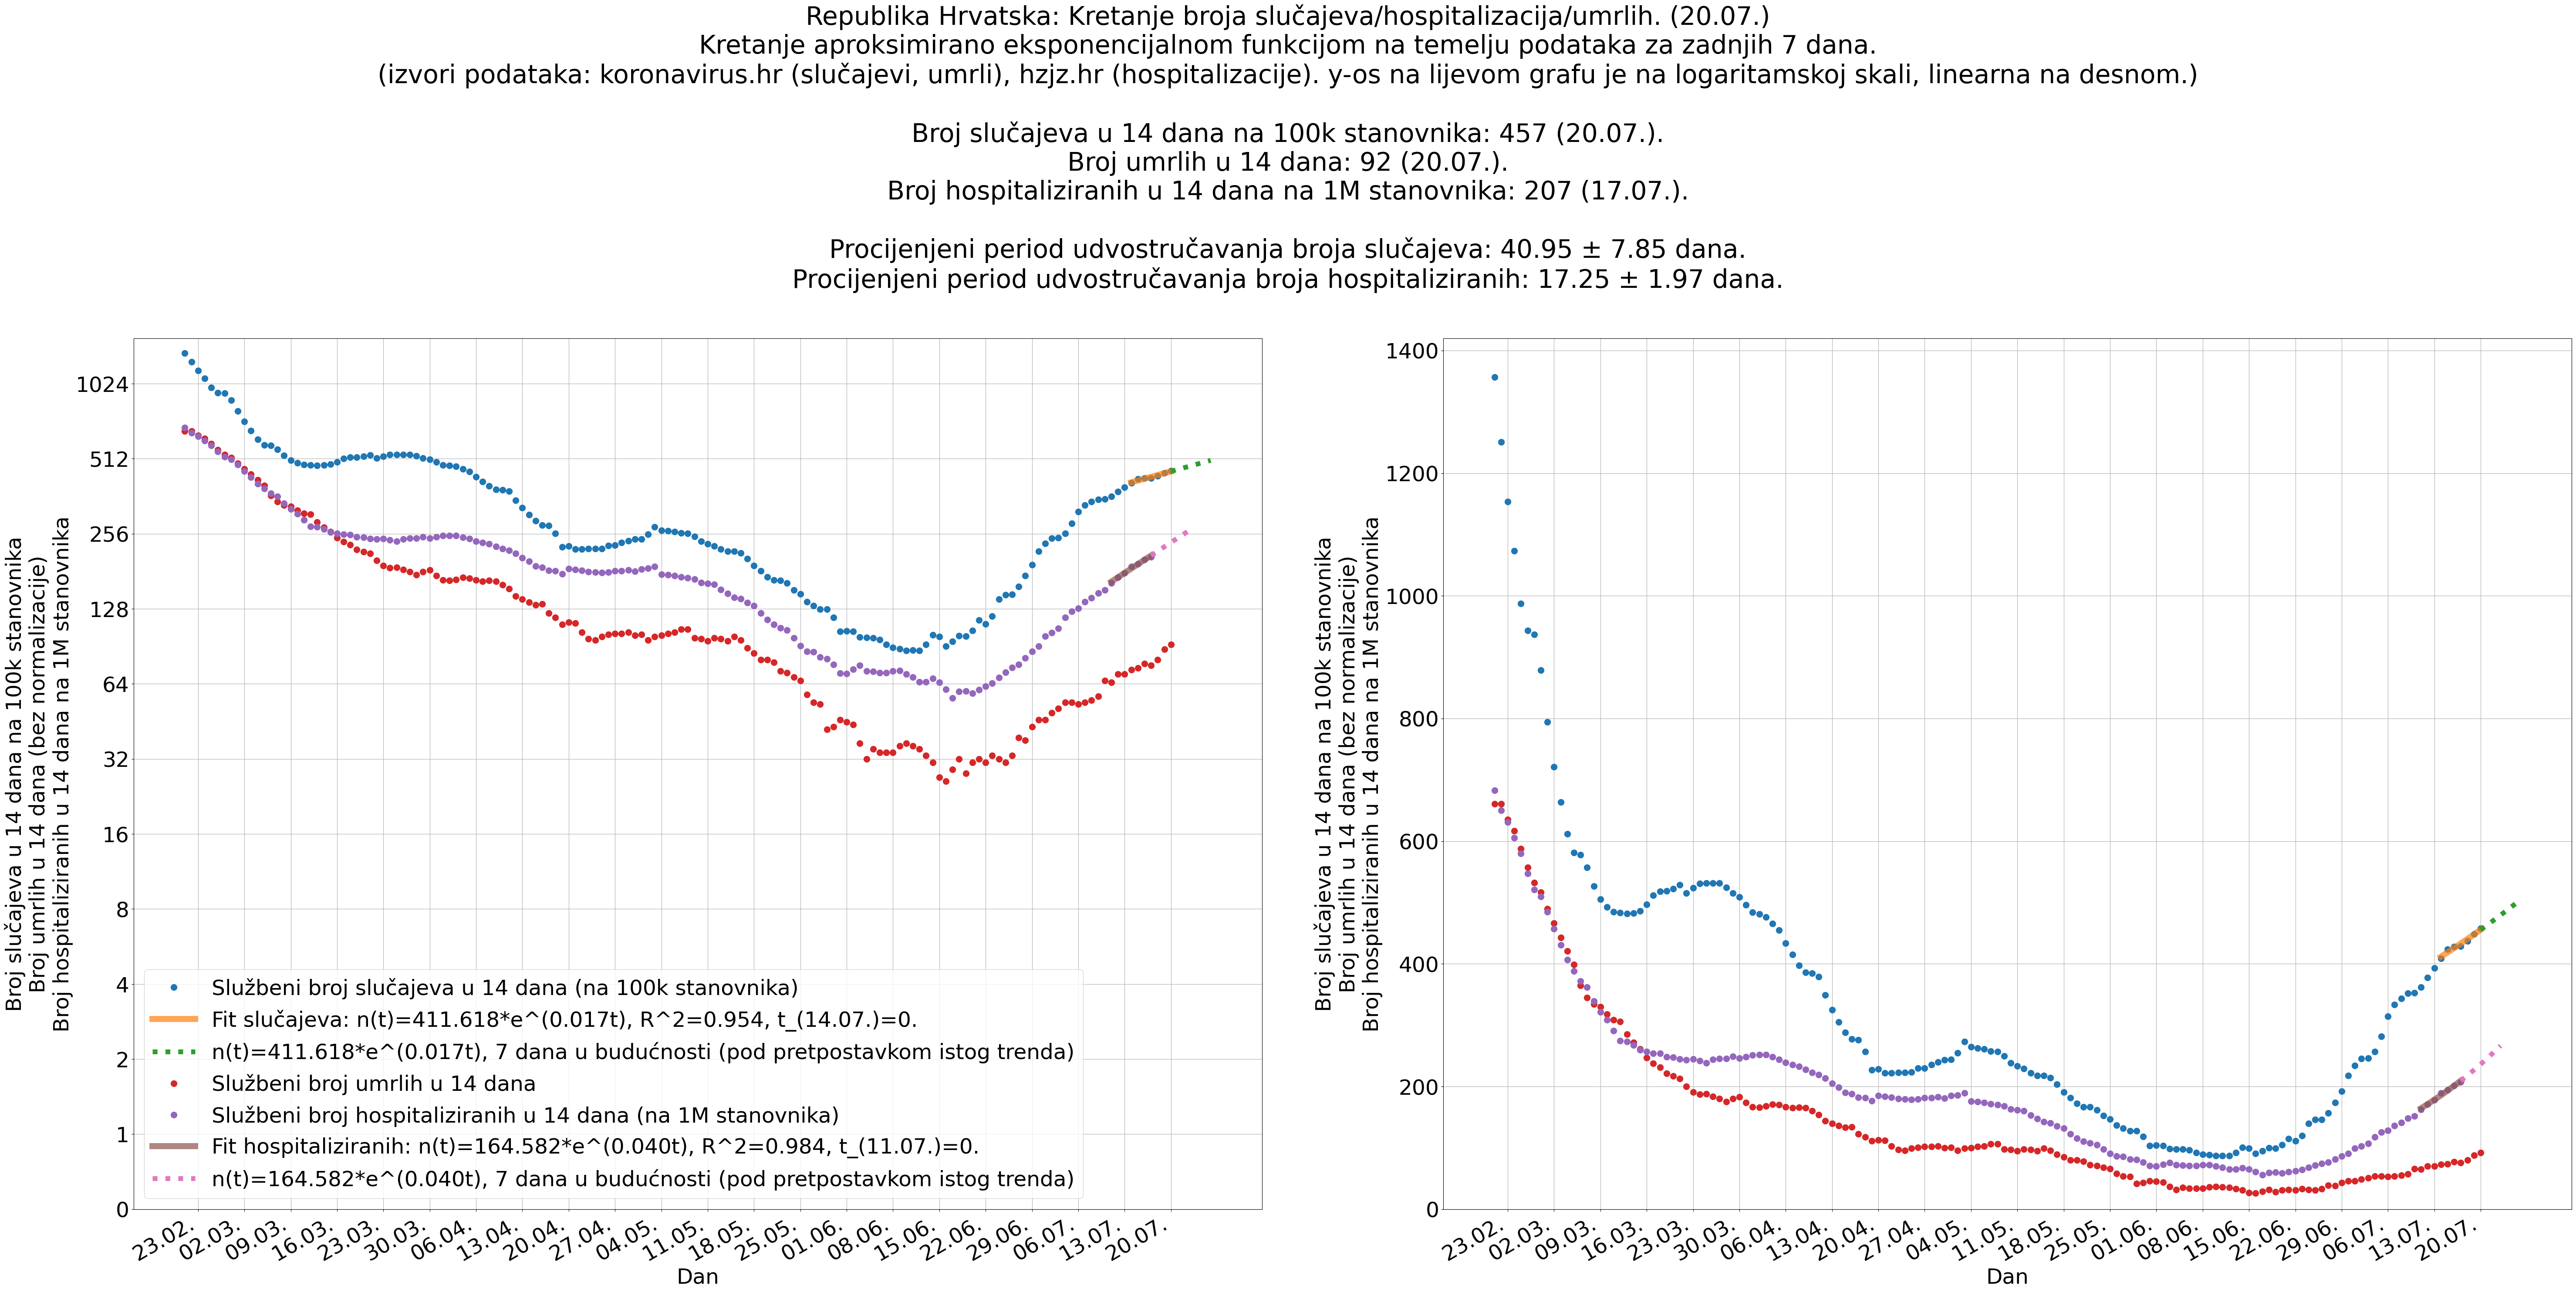 Republika Hrvatska: Kretanje broja slučajeva/hospitalizacija/umrlih. (20.07.)
Kretanje aproksimirano eksponencijalnom funkcijom na temelju podataka za zadnjih 7 dana.
(izvori podataka: koronavirus.hr (slučajevi, umrli), hzjz.hr (hospitalizacije). y-os na lijevom grafu je na logaritamskoj skali, linearna na desnom.)
Broj slučajeva u 14 dana na 100k stanovnika: 457 (20.07.).
Broj umrlih u 14 dana: 92 (20.07.).
Broj hospitaliziranih u 14 dana na 1M stanovnika: 207 (17.07.).
Procijenjeni period udvostručavanja broja slučajeva: 40.95 ± 7.85 dana.
Procijenjeni period udvostručavanja broja hospitaliziranih: 17.25 ± 1.97 dana.
Broj slučajeva u 14 dana na 100k stanovnika
Broj umrlih u 14 dana (bez normalizacije)
Broj hospitaliziranih u 14 dana na 1M stanovnika
1024
512
256
128
64
32
16
8
4
2
1
0
Službeni broj slučajeva u 14 dana (na 100k stanovnika)
Fit slučajeva: n(t)=411.618*e^(0.017t), R^2=0.954, t_(14.07.)=0.
n(t)=411.618*e^(0.017t), 7 dana u budućnosti (pod pretpostavkom istog trenda)
Službeni broj umrlih u 14 dana
Službeni broj hospitaliziranih u 14 dana (na 1M stanovnika)
Fit hospitaliziranih: n(t)=164.582*e^(0.040t), R^2=0.984, t_(11.07.)=0.
n(t)=164.582*e^(0.040t), 7 dana u budućnosti (pod pretpostavkom istog trenda)
23.02. 02.03. 09.03. 16.03. 23.03. 30.03. 06.04. 13.04. 20.04. 27.04. 04.05. 11.05. 18.05. 25.05. 01.06. 08.06. 15.06. 22.06. 29.06. 06.07. 13.07. 20.07.
Dan
Broj slučajeva u 14 dana na 100k stanovnika
Broj umrlih u 14 dana (bez normalizacije)
Broj hospitaliziranih u 14 dana na 1M stanovnika
1400
1200
1000
800
600
400
200
0
23.02. 02.03. 09.03. 16.03. 23.03. 30.03. 06.04. 13.04. 20.04. 27.04. 04.05. 11.05. 18.05. 25.05. 01.06. 08.06. 15.06. 22.06. 29.06. 06.07. 13.07. 20.07.
Dan